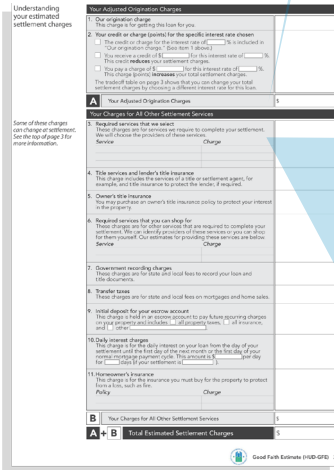 Understanding
your estimated
settlement charges
Your Adjusted Origination Charges
1. Our origination charge
This charge is for getting this loan for you.
2. Your credit or charge (points) for the specific interest rate chosen
The credit or charge for the interest rate of % is included in
"Our origination charge." (See item 1 above.)
You receive a credit of $ for this interest rate of %.
This credit reduces your settlement charges.
You pay a charge of $ for this interest rate of %.
This charge (points) increases your total settlement charges.
The tradeoff table on page 3 shows that you can change your total
settlement charges by choosing a different interest rate for this loan.
A Your Adjusted Origination Charges $
Your Charges for All Other Settlement Services
Some of these charges
can change at settlement.
See the top of page 3 for
more information.
3. Required services that we select
These charges are for services we require to complete your settlement.
We will choose the providers of these services.
Service Charge
4. Title services and lender's title insurance
This charge includes the services of a title or settlement agent, for
example, and title insurance to protect the lender, if required.
5. Owner's title insurance
You may purchase an owner's title insurance policy to protect your interest
in the property.
6. Required services that you can shop for
These charges are for other services that are required to complete your
settlement. We can identify providers of these services or you can shop
for them yourself. Our estimates for providing these services are below.
Service Charge
7. Government recording charges
These charges are for state and local fees to record your loan and
title documents.
8. Transfer taxes
These charges are for state and local fees on mortgages and home sales.
9. Initial deposit for your escrow account
This charge is held in an escrow account to pay future recurring charges
on your property and includes all property taxes, all insurance,
and other
10. Daily interest charges
This charge is for the daily interest on your loan from the day of your
settlement until the first day of the next month or the first day of your
normal mortgage payment cycle. This amount is $ per day
for days (if your settlement is ).
11. Homeowner's insurance
This charge is for the insurance you must buy for the property to protect
from a loss, such as fire.
Policy Charge
B Your Charges for All Other Settlement Services $
A + B Total Estimated Settlement Charges $
Good Faith Estimate (HUD-GFE)